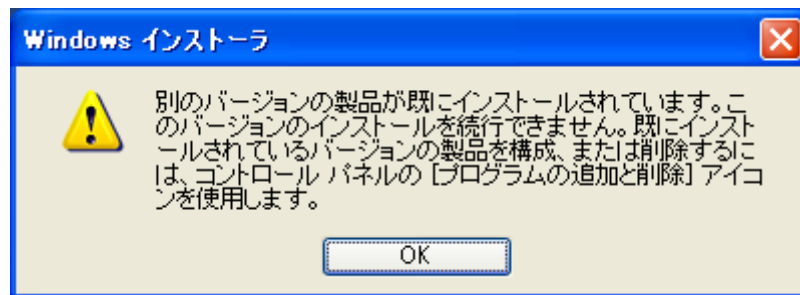 Windows インストーラ
別のバージョンの製品が既にインストールされています。こ
のバージョンのインストールを続行できません。既にインスト
ールされているバージョンの製品を構成、または削除するに
は、コントロール パネルの [プログラムの追加と削除] アイコ
ンを使用します。
OK